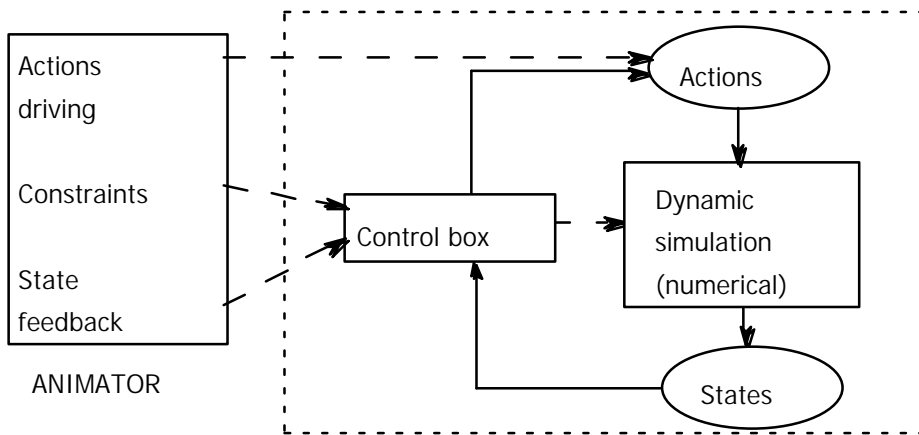 Actions
driving
Constraints
State
feedback
ANIMATOR
Control box
Actions
Dynamic
simulation
(numerical)
States